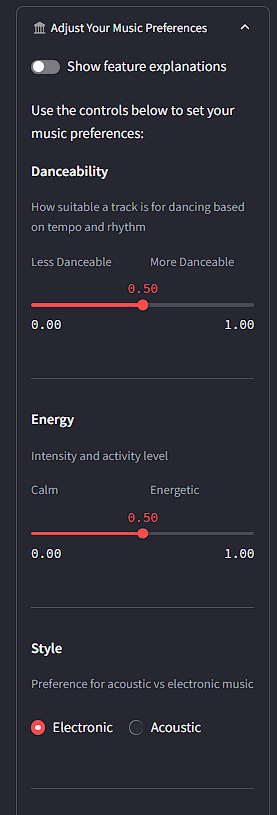 Adjust Your Music Preferences
Show feature explanations
Use the controls below to set your
music preferences:
Danceability
How suitable a track is for dancing based
on tempo and rhythm
Less Danceable More Danceable
0.50
0.00 1.00
Energy
Intensity and activity level
Calm Energetic
0.50
0.00 1.00
Style
Preference for acoustic vs electronic music
Electronic Acoustic